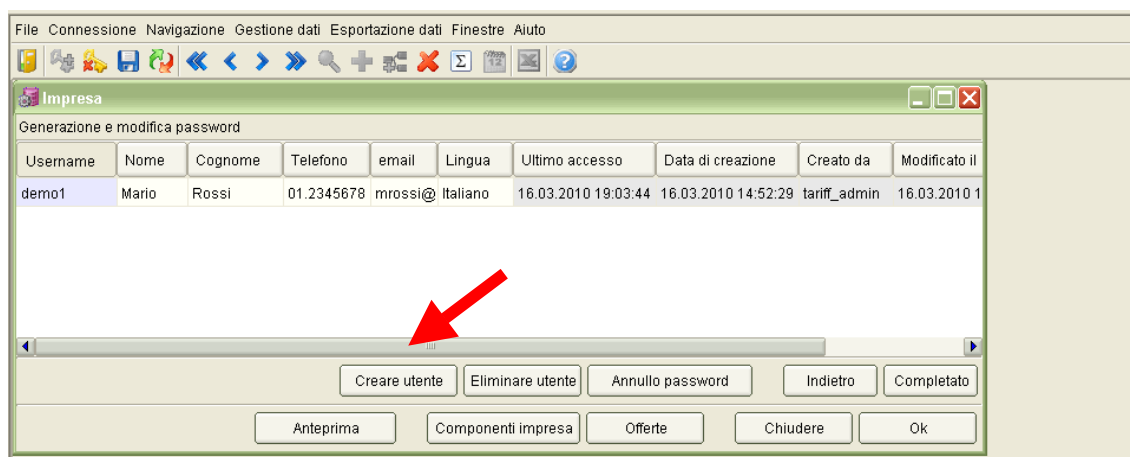 File Connessione Navigazione Gestione dati Esportazione dati Finestre Aiuto
Σ 12 ?
Impresa
Generazione e modifica password
Username Nome Cognome Telefono email Lingua Ultimo accesso Data di creazione Creato da Modificato il
demo1 Mario Rossi 01.2345678 mrossi@ Italiano 16.03.2010 19:03:44 16.03.2010 14:52:29 tariff_admin 16.03.2010 1
Creare utente Eliminare utente Annullo password Indietro Completato
Anteprima Componenti impresa Offerte Chiudere Ok